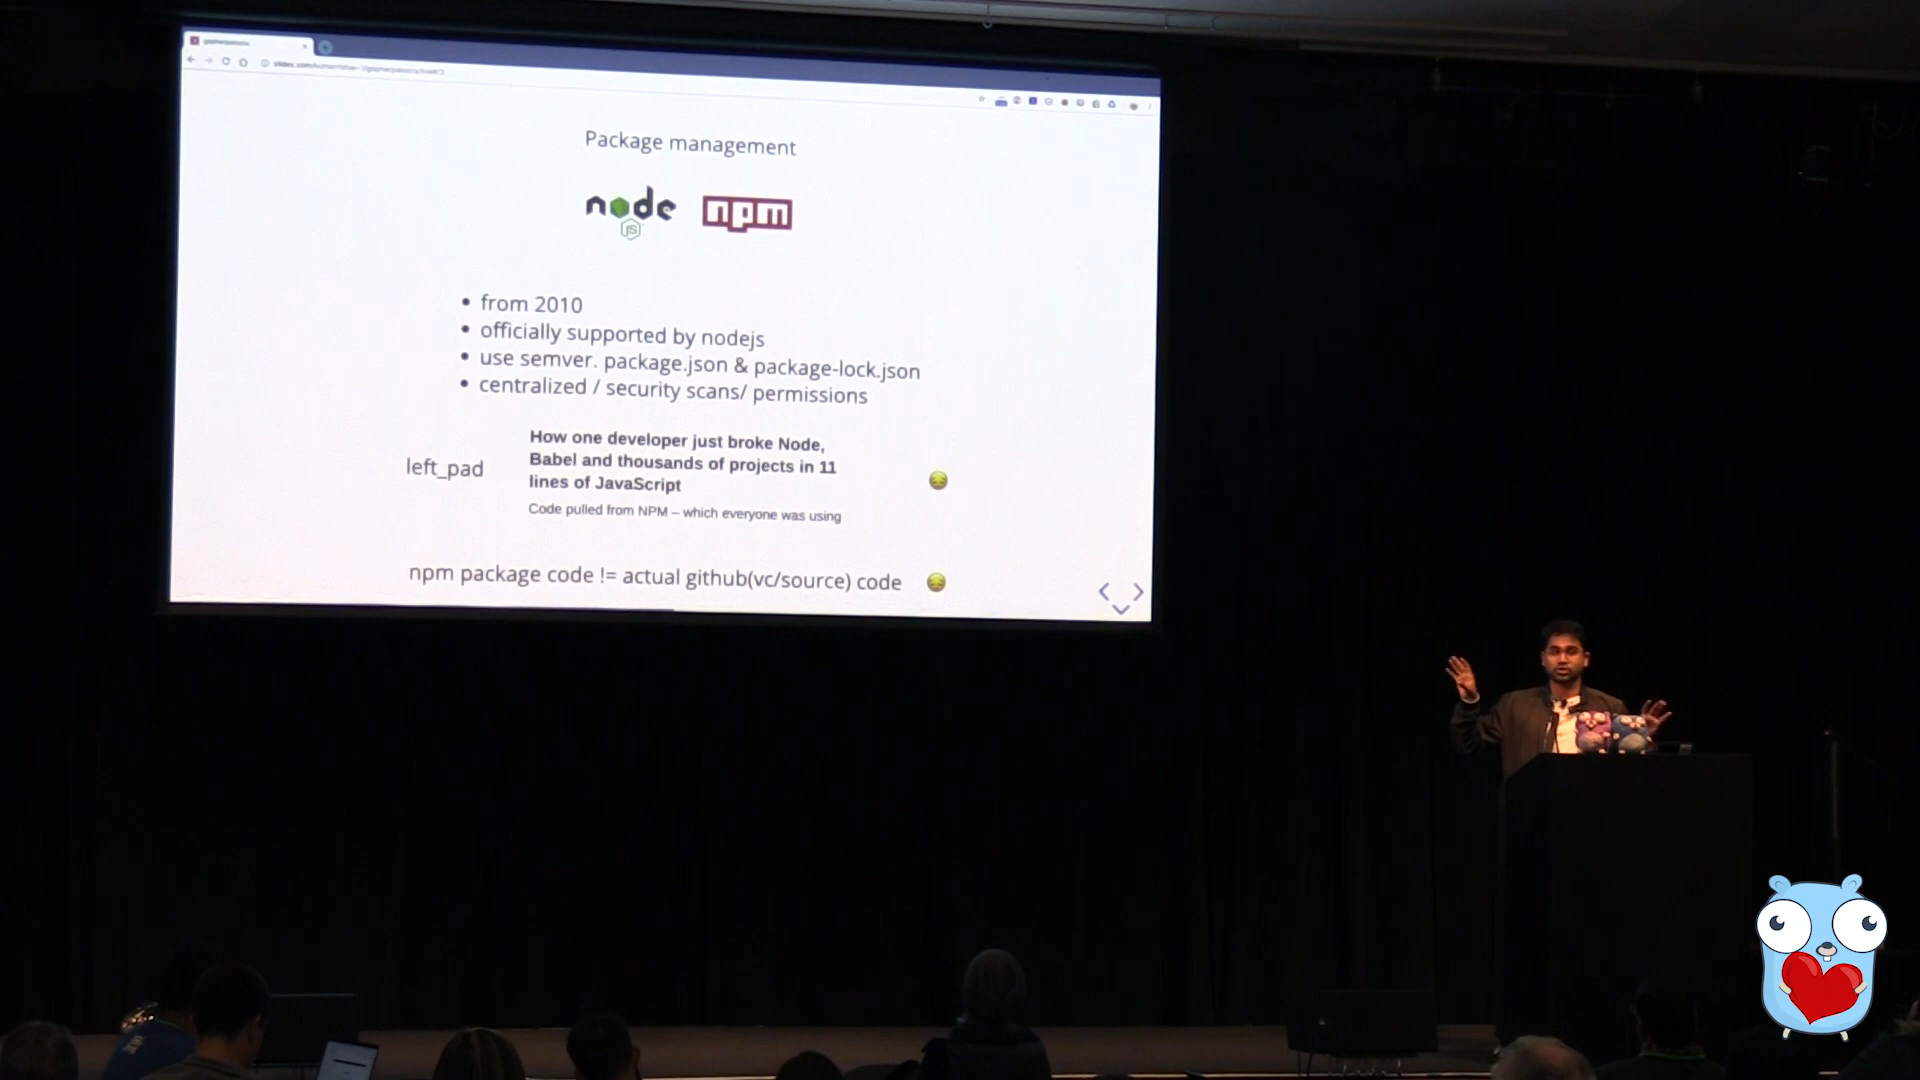 Package management
node
JS
npm
• from 2010
• officially supported by nodejs
• use semver. package.json & package-lock.json
• centralized / security scans/ permissions
left_pad
How one developer just broke Node,
Babel and thousands of projects in 11
lines of JavaScript
Code pulled from NPM – which everyone was using
npm package code != actual github(vc/source) code